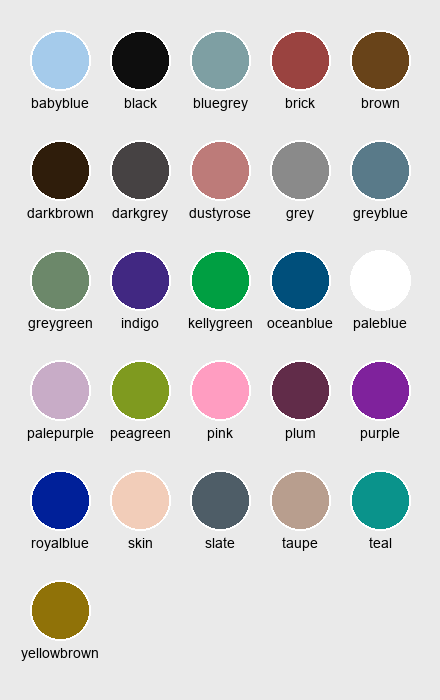 babyblue black bluegrey brick brown
darkbrown darkgrey dustyrose grey greyblue
greygreen indigo kellygreen oceanblue paleblue
palepurple peagreen pink plum purple
royalblue skin slate taupe teal
yellowbrown